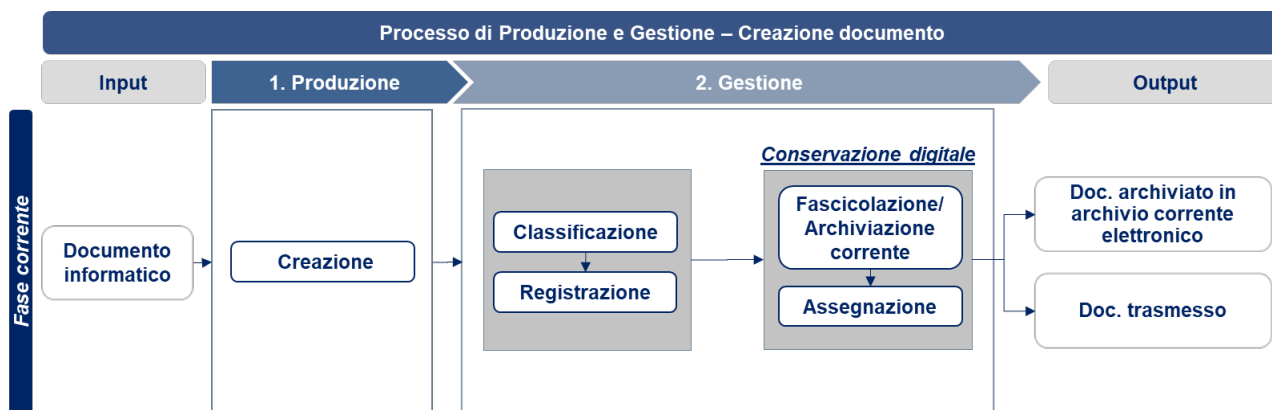 Processo di Produzione e Gestione – Creazione documento
Input
1. Produzione
2. Gestione
Output
Fase corrente
Documento
informatico
Creazione
Classificazione
Registrazione
Conservazione digitale
Fascicolazione/
Archiviazione
corrente
Assegnazione
Doc. archiviato in
archivio corrente
elettronico
Doc. trasmesso